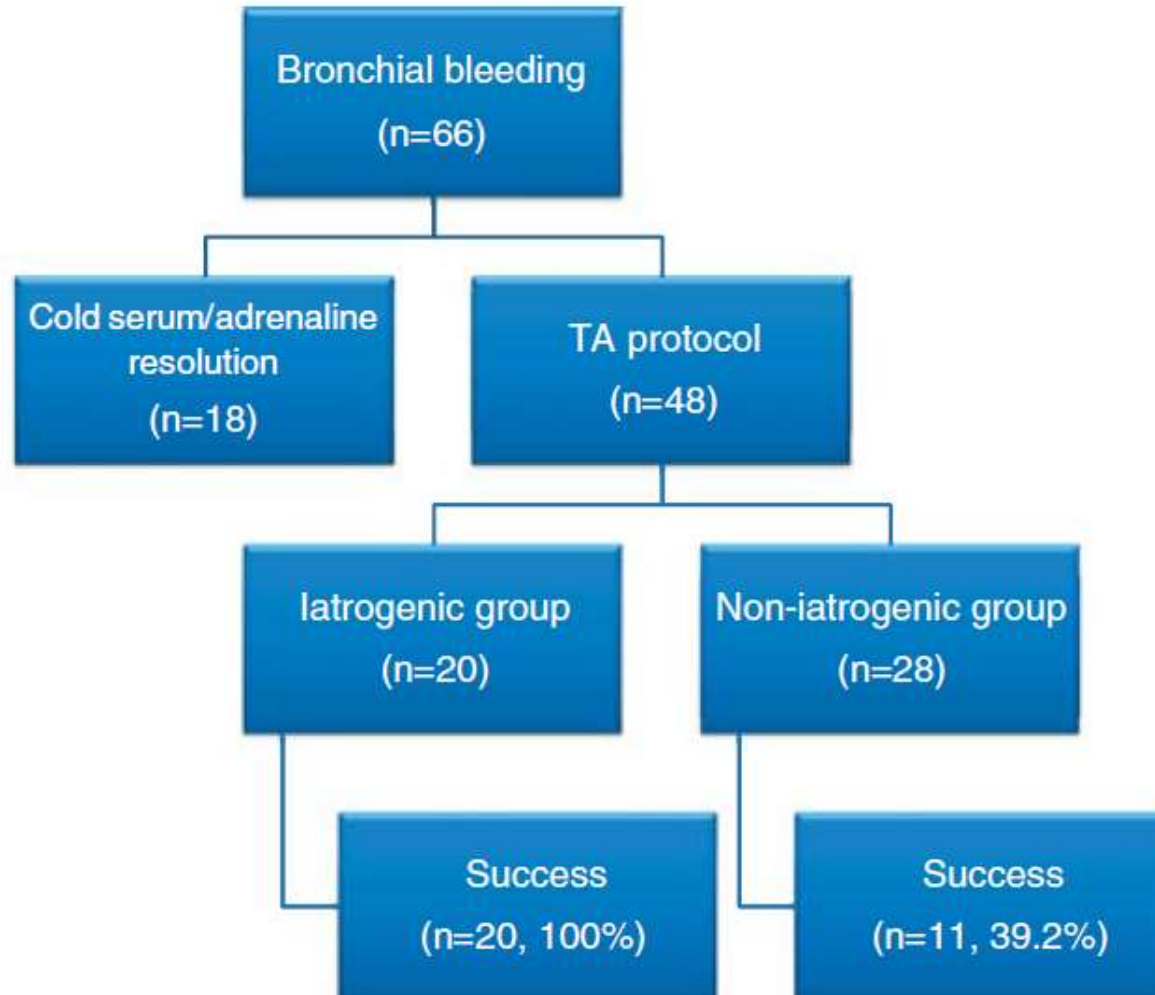 Bronchial bleeding
(n=66)
Cold serum/adrenaline
resolution
(n=18)
TA protocol
(n=48)
Iatrogenic group
(n=20)
Non-iatrogenic group
(n=28)
Success
(n=20, 100%)
Success
(n=11, 39.2%)